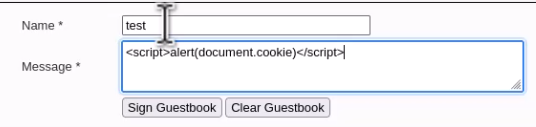 Name * test
Message * <script>alert(document.cookie)</script>
Sign Guestbook Clear Guestbook